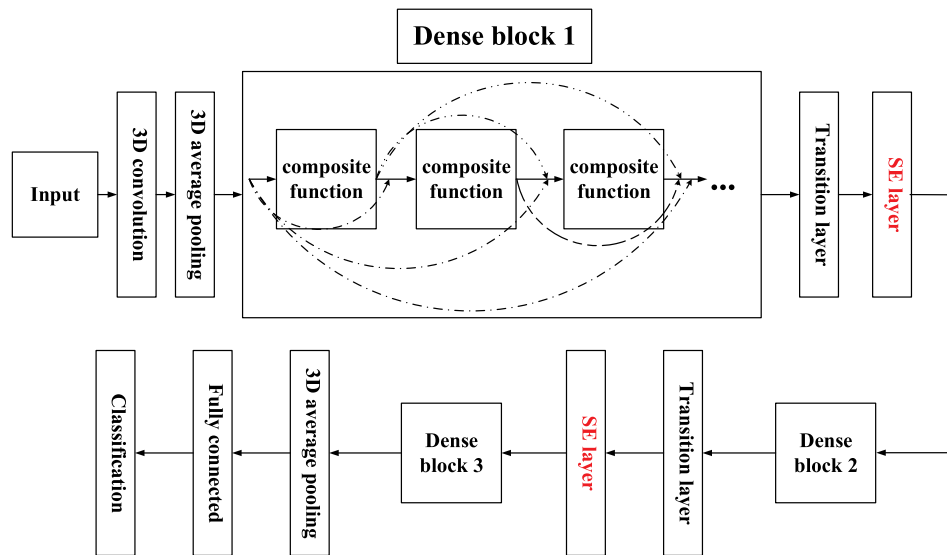 Dense block 1
Input
3D convolution
3D average pooling
composite
function
composite
function
composite
function
...
Transition layer
SE layer
Classification
Fully connected
3D average pooling
Dense
block 3
SE layer
Transition layer
Dense
block 2